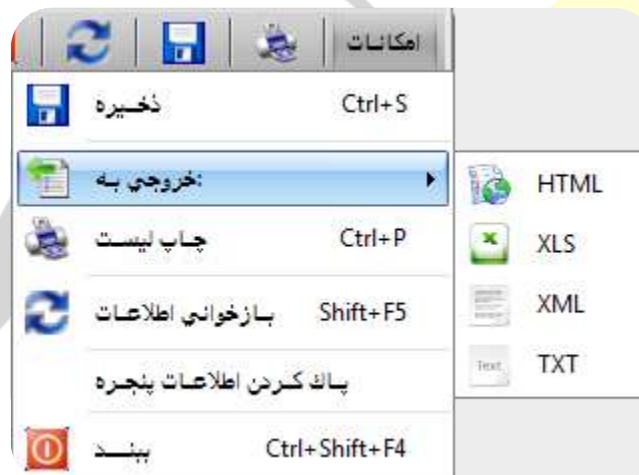 امکانات
ذخیره Ctrl+S
خروجي به:
HTML
چاپ لیست Ctrl+P
XLS
بازخواني اطلاعات Shift+F5
XML
پاك كردن اطلاعات پنجره
Text
TXT
ببند Ctrl+Shift+F4